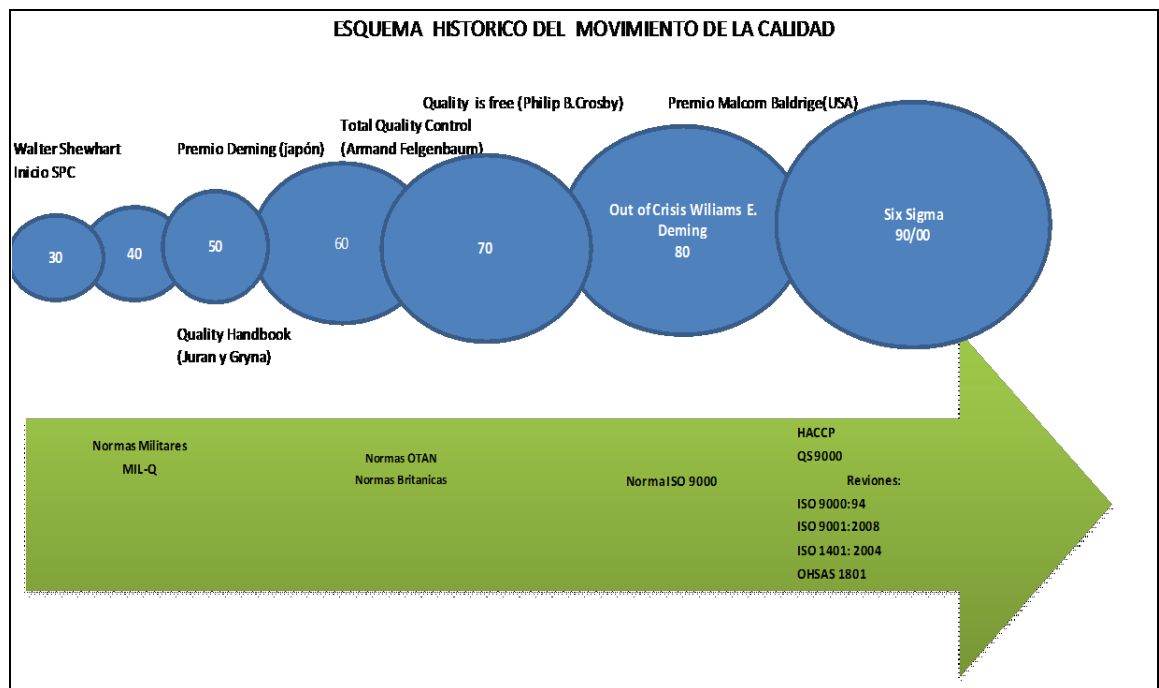 ESQUEMA HISTORICO DEL MOVIMIENTO DE LA CALIDAD
Quality is free (Philip B.Crosby)
Premio Malcom Baldrige(USA)
Total Quality Control
(Armand Felgenbaum)
Walter Shewhart
Inicio SPC
Premio Deming (japón)
30
40
50
60
70
Out of Crisis Wiliams E.
Deming
80
Six Sigma
90/00
Quality Handbook
(Juran y Gryna)
Normas Militares
MIL-Q
Normas OTAN
Normas Britanicas
Norma ISO 9000
HACCP
QS9000
Reviones:
ISO 9000:94
ISO 9001:2008
ISO 1401: 2004
OHSAS 1801